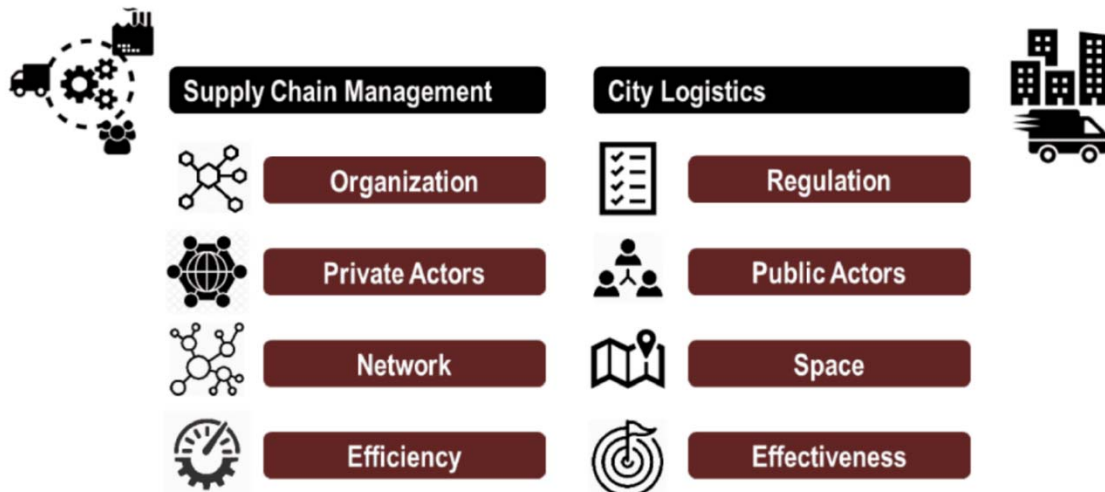 Supply Chain Management
City Logistics
Organization
Regulation
Private Actors
Public Actors
Network
Space
Efficiency
Effectiveness